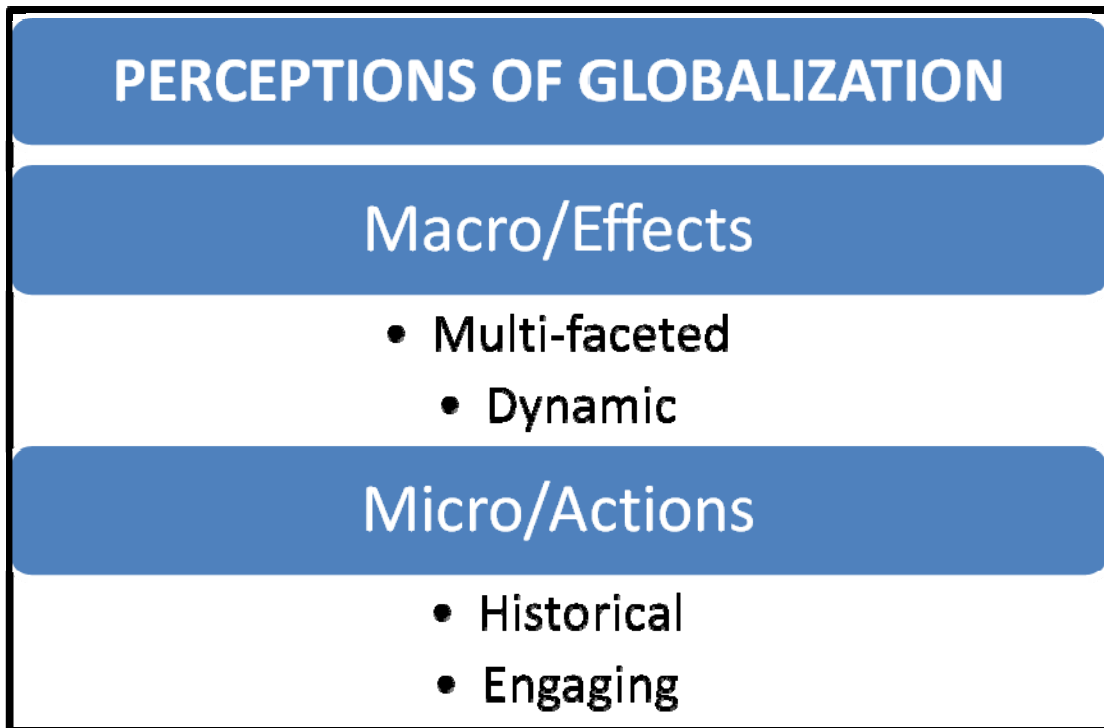 PERCEPTIONS OF GLOBALIZATION
Macro/Effects
• Multi-faceted
• Dynamic
Micro/Actions
• Historical
• Engaging